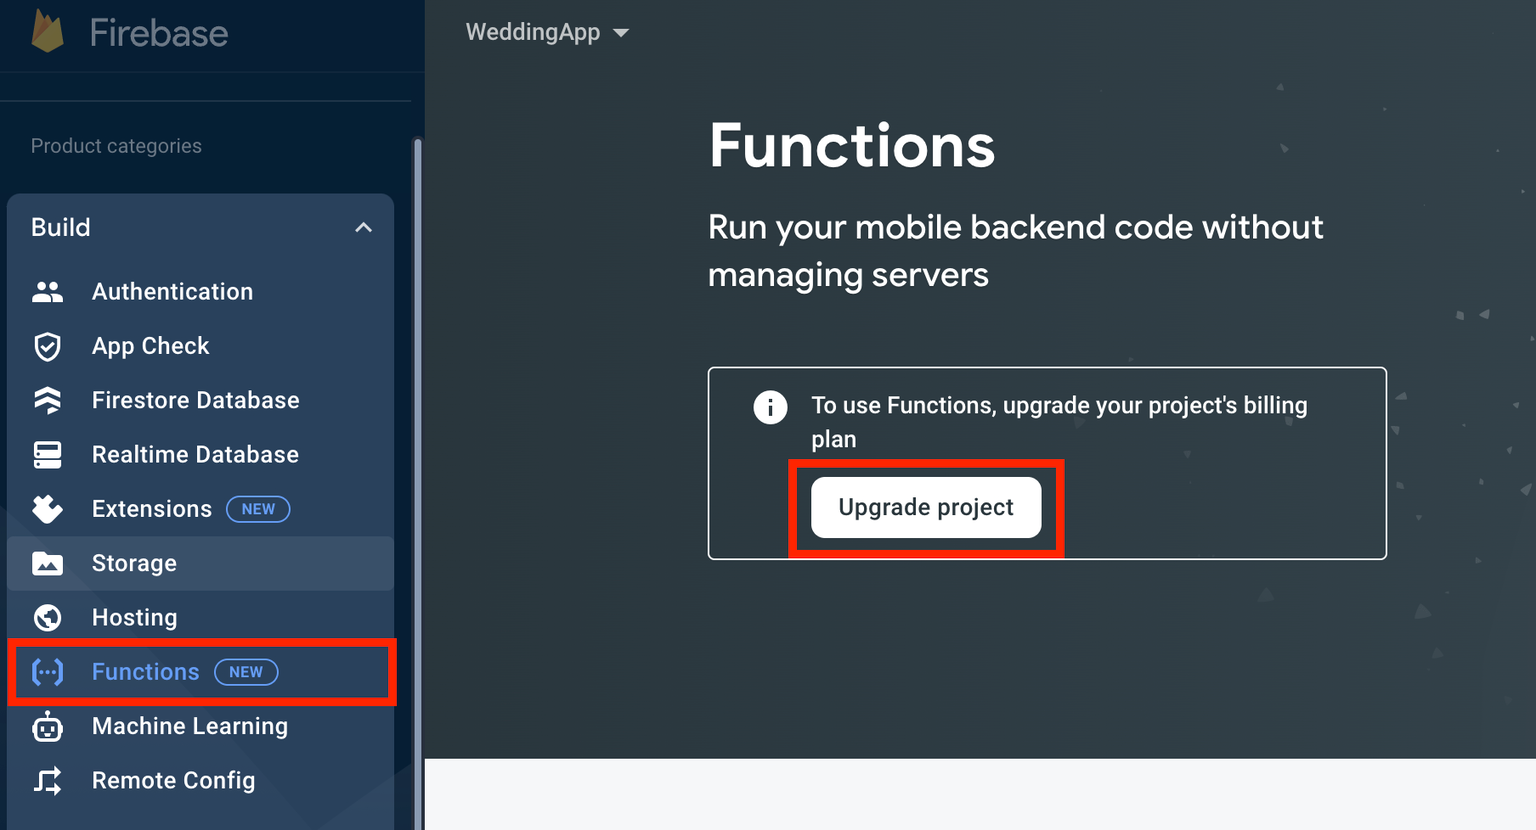 Firebase
Product categories
Build
Authentication
App Check
Firestore Database
Realtime Database
Extensions NEW
Storage
Hosting
Functions NEW
Machine Learning
Remote Config
WeddingApp
Functions
Run your mobile backend code without
managing servers
To use Functions, upgrade your project's billing
plan
Upgrade project